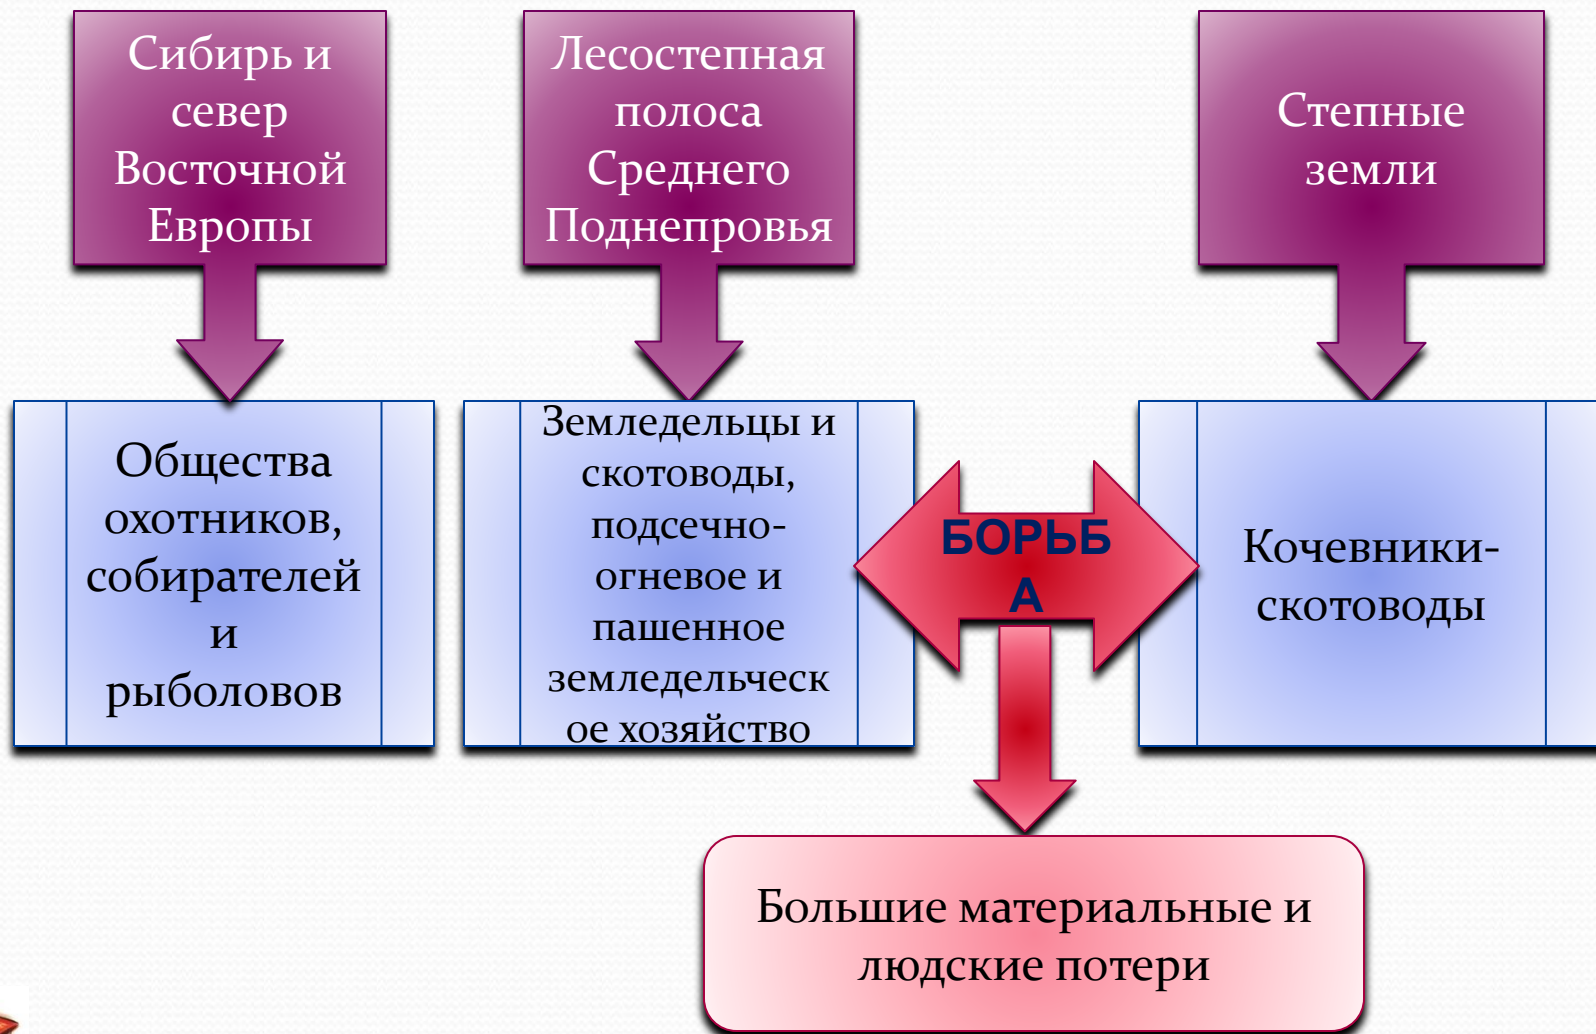 Сибирь и
север
Восточной
Европы
Лесостепная
полоса
Среднего
Поднепровья
Степные
земли
Общества
охотников,
собирателей
и
рыболовов
Земледельцы и
скотоводы,
подсечно-
огневое и
пашенное
земледельческ
ое хозяйство
БОРЬБ
А
Кочевники-
скотоводы
Большие материальные и
людские потери